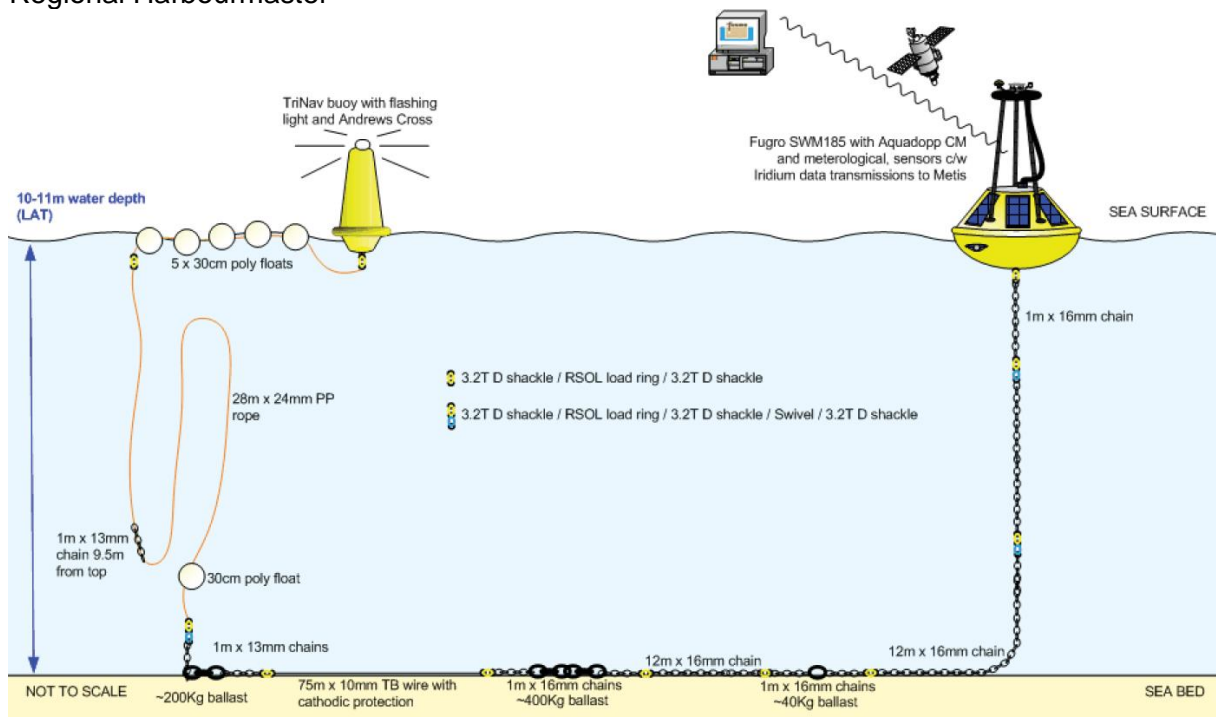 Regional Harbourmaster
TriNav buoy with flashing
light and Andrews Cross
Fugro SWM185 with Aquadopp CM
and meterological, sensors c/w
Iridium data transmissions to Metis
10-11m water depth
(LAT)
SEA SURFACE
5 x 30cm poly floats
1m x 16mm chain
3.2T D shackle / RSOL load ring / 3.2T D shackle
28m x 24mm PP
rope
3.2T D shackle / RSOL load ring / 3.2T D shackle / Swivel / 3.2T D shackle
1m x 13mm
chain 9.5m
from top
30cm poly float
1m x 13mm chains
12m x 16mm chain
12m x 16mm chain
NOT TO SCALE
~200Kg ballast
75m x 10mm TB wire with
cathodic protection
1m x 16mm chains
~400Kg ballast
1m x 16mm chains
~40Kg ballast
SEA BED